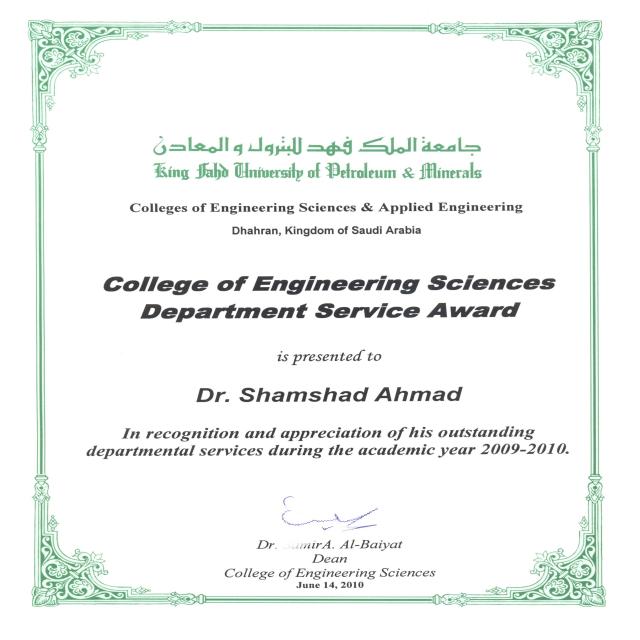 جامعة الملك فهد للبترول و المعادن
King Fahd University of Petroleum & Minerals
Colleges of Engineering Sciences & Applied Engineering
Dhahran, Kingdom of Saudi Arabia
College of Engineering Sciences
Department Service Award
is presented to
Dr. Shamshad Ahmad
In recognition and appreciation of his outstanding
departmental services during the academic year 2009-2010.
Dr. Samir A. Al-Baiyat
Dean
College of Engineering Sciences
June 14, 2010